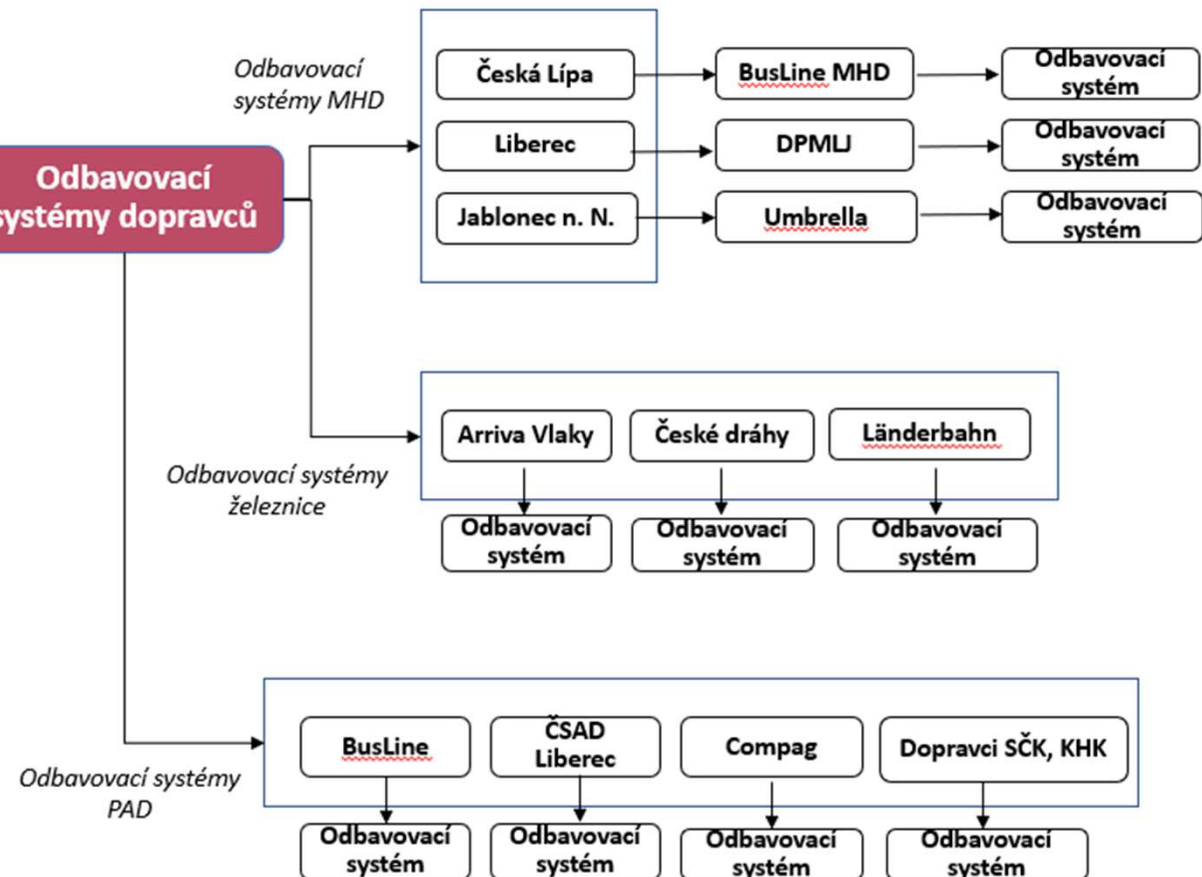 Odbavovací
systémy MHD
Česká Lípa
BusLine MHD
Odbavovací
systém
Liberec
DPMLJ
Odbavovací
systém
Jablonec n. N.
Umbrella
Odbavovací
systém
Odbavovací
systémy dopravců
Arriva Vlaky
České dráhy
Länderbahn
Odbavovací systémy
železnice
Odbavovací
systém
Odbavovací
systém
Odbavovací
systém
BusLine
ČSAD
Liberec
Compag
Dopravci SČK, KHK
Odbavovací systémy
PAD
Odbavovací
systém
Odbavovací
systém
Odbavovací
systém
Odbavovací
systém